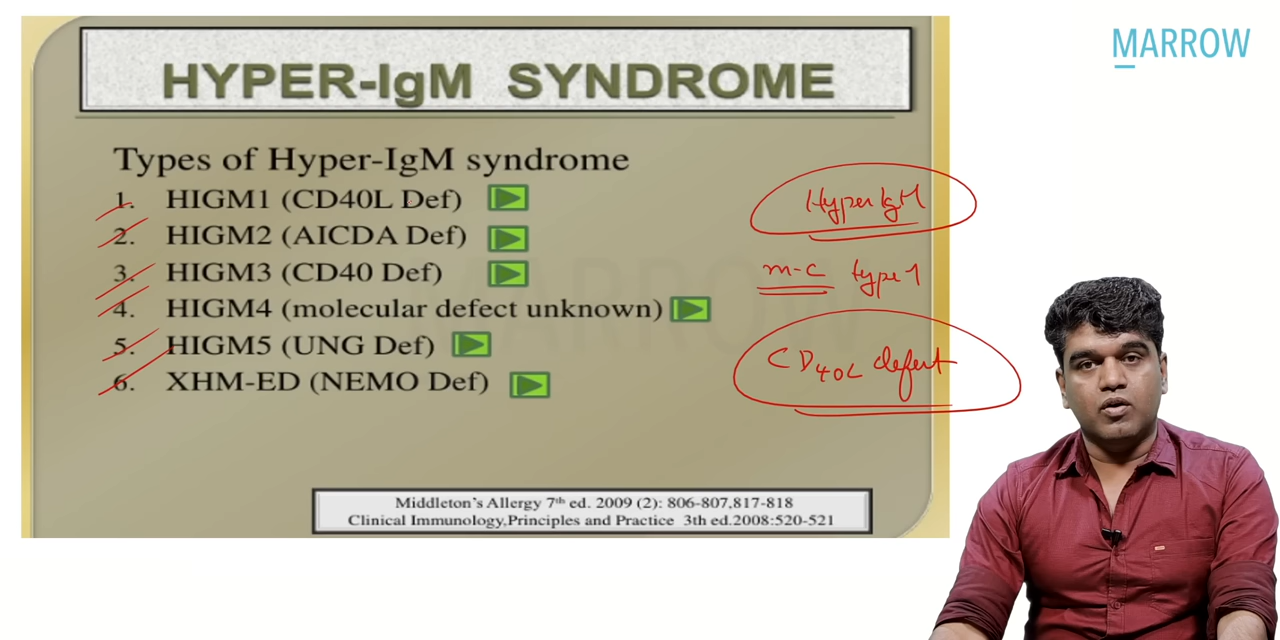 MARROW
HYPER-IgM SYNDROME
Types of Hyper-IgM syndrome
1. HIGM1 (CD40L Def)
2. HIGM2 (AICDA Def)
3. HIGM3 (CD40 Def)
4. HIGM4 (molecular defect unknown)
5. HIGM5 (UNG Def)
6. XHM-ED (NEMO Def)
Hyper IgM
m-c type 1
CD40L defect
Middleton's Allergy 7th ed. 2009 (2): 806-807,817-818
Clinical Immunology,Principles and Practice 3th ed.2008:520-521
MARROW